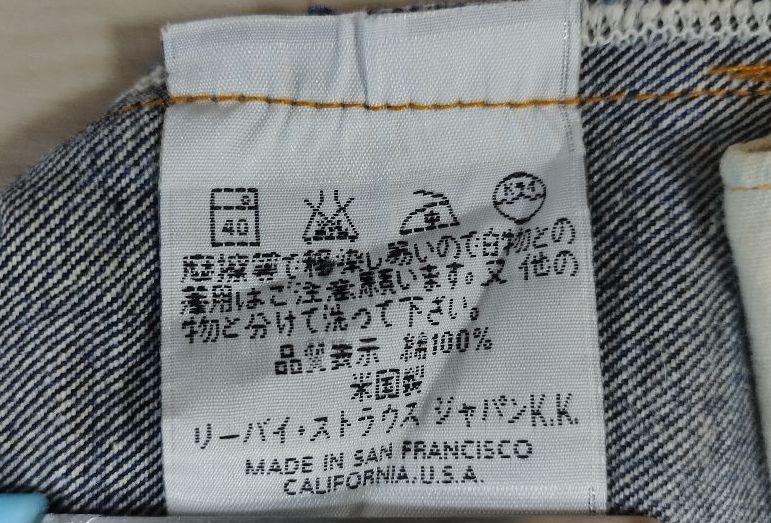 40 中 ドライ
摩擦等で移染し易いので白物との
着用はご注意願います。又 他の
物と分けて洗って下さい。
品質表示 綿100%
米国製
リーバイ・ストラウス ジャパンK.K.
MADE IN SAN FRANCISCO
CALIFORNIA, U.S.A.